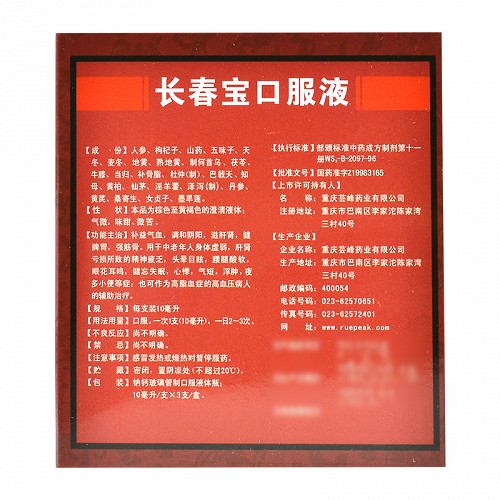 长春宝口服液
【成　份】人参、枸杞子、山药、五味子、天
冬、麦冬、地黄、熟地黄、制何首乌、茯苓、
牛膝、当归、补骨脂、杜仲(制)、巴戟天、知
母、黄柏、仙茅、淫羊藿、泽泻(制)、丹参、
黄芪、桑寄生、女贞子、墨旱莲。
【性　状】本品为棕色至黄褐色的澄清液体;
气微,味甜、微苦。
【功能主治】补益气血、调和阴阳,滋肝肾,健
脾胃,强筋骨。用于中老年人身体虚弱,肝肾
亏损所致的精神疲乏,头晕目眩,腰腿酸软,
眼花耳鸣,健忘失眠,心悸,气短,浮肿,夜
多小便等症;也可作为高脂血症的高血压病人
的辅助治疗。
【规　格】每支装10毫升
【用法用量】口服。一次1支(10毫升),一日2~3次。
【不良反应】尚不明确。
【禁　忌】尚不明确。
【注意事项】感冒发热或燥热时暂停服药。
【贮　藏】密闭,置阴凉处(不超过20℃)。
【包　装】钠钙玻璃管制口服液体瓶;
10毫升/支×3支/盒。
【执行标准】部颁标准中药成方制剂第十一
册WS₃-B-2097-96
【批准文号】国药准字Z19983165
【上市许可持有人】
名　称:重庆芸峰药业有限公司
注册地址:重庆市巴南区李家沱陈家湾
三村40号
【生产企业】
企业名称:重庆芸峰药业有限公司
生产地址:重庆市巴南区李家沱陈家湾
三村40号
邮政编码:400054
电话号码:023-62570651
传真号码:023-62572401
网　址:www.ruepeak.com